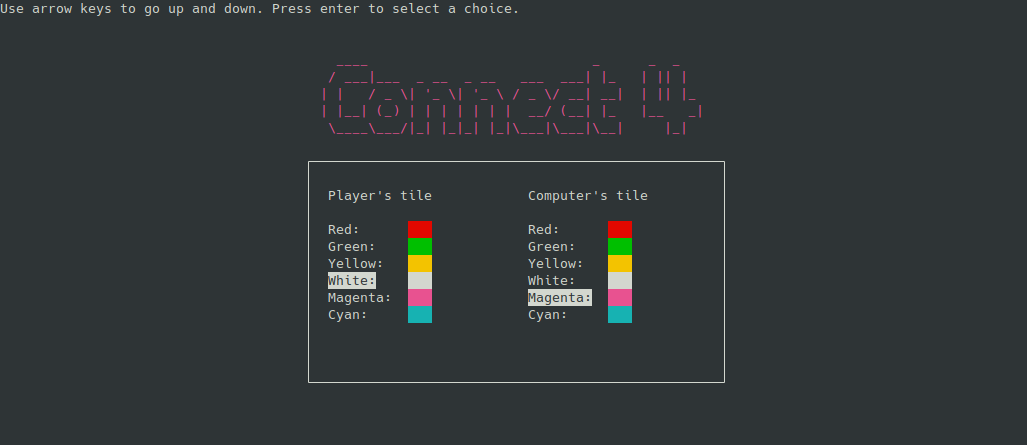 Use arrow keys to go up and down. Press enter to select a choice.
Connect 4
Player's tile
Red:
Green:
Yellow:
White:
Magenta:
Cyan:
Computer's tile
Red:
Green:
Yellow:
White:
Magenta:
Cyan: